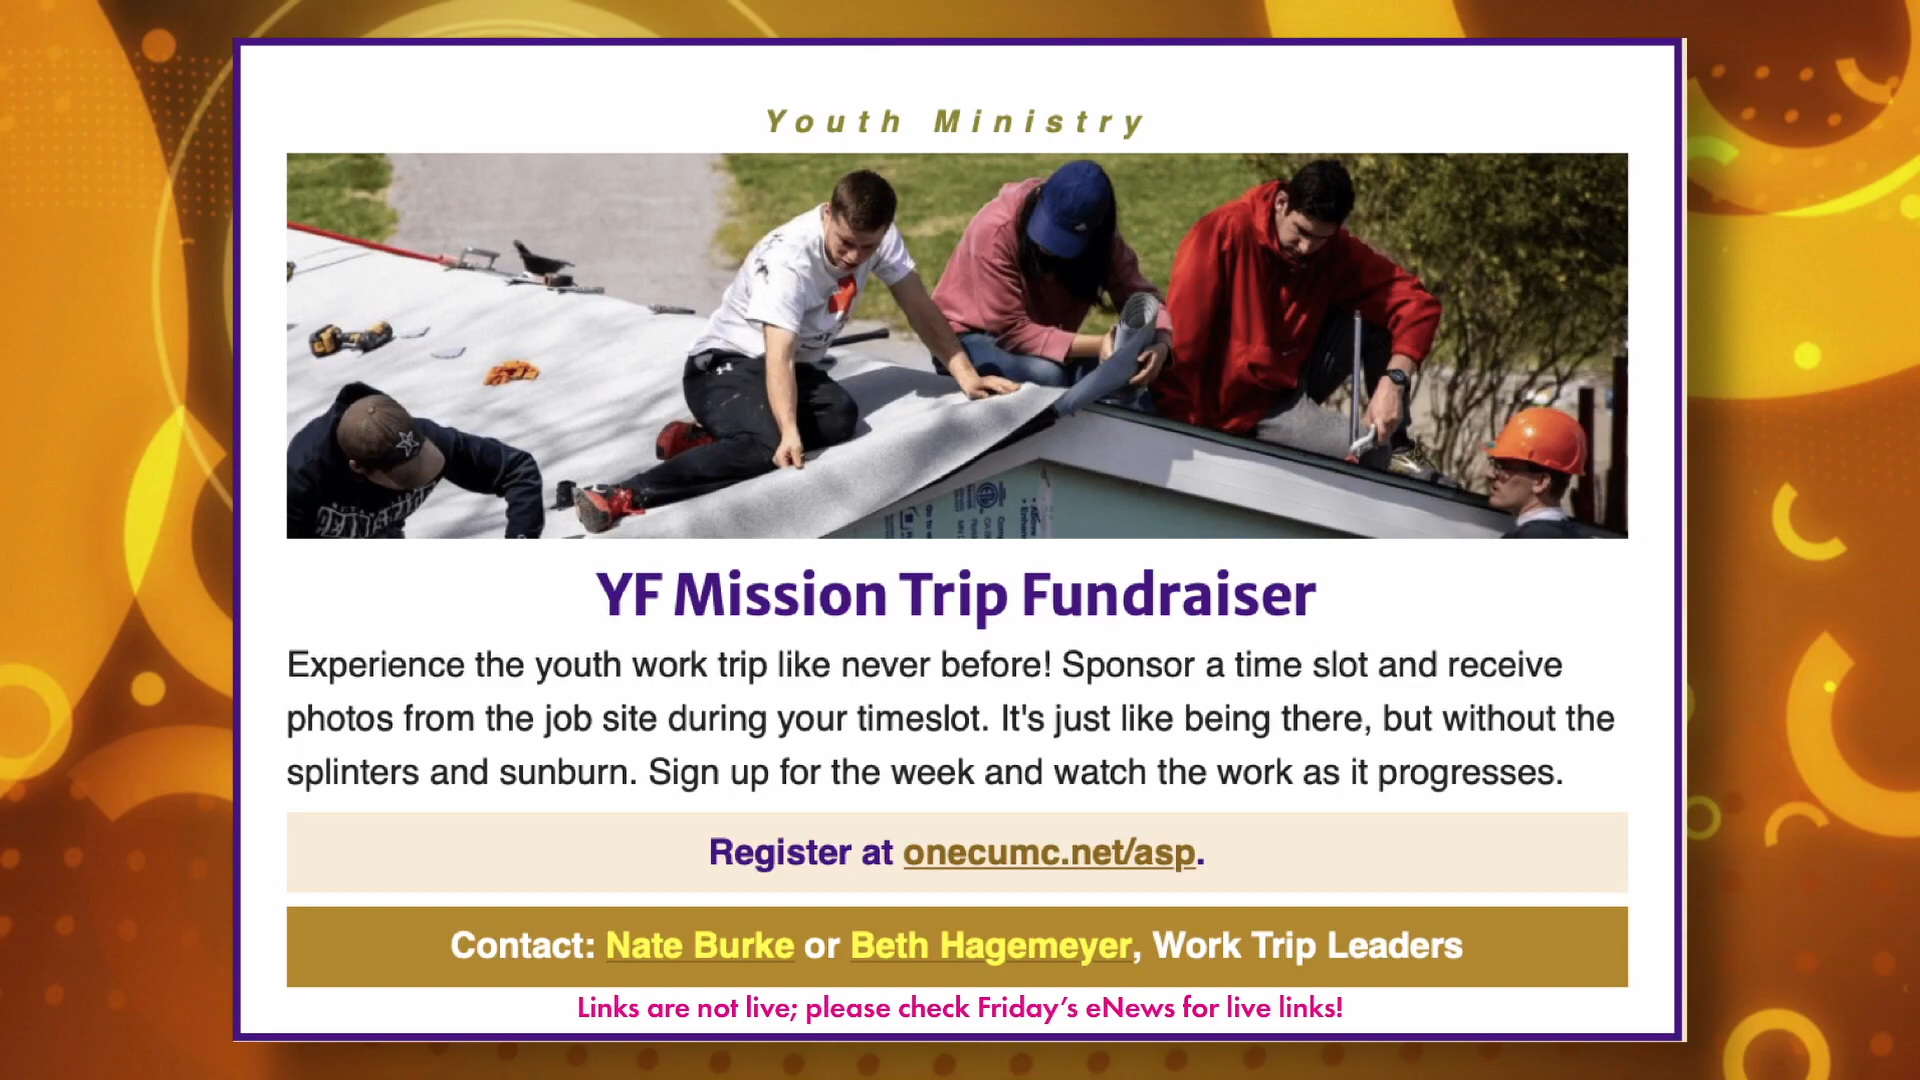 Youth Ministry
YF Mission Trip Fundraiser
Experience the youth work trip like never before! Sponsor a time slot and receive
photos from the job site during your timeslot. It's just like being there, but without the
splinters and sunburn. Sign up for the week and watch the work as it progresses.
Register at onecumc.net/asp.
Contact: Nate Burke or Beth Hagemeyer, Work Trip Leaders
Links are not live; please check Friday’s eNews for live links!